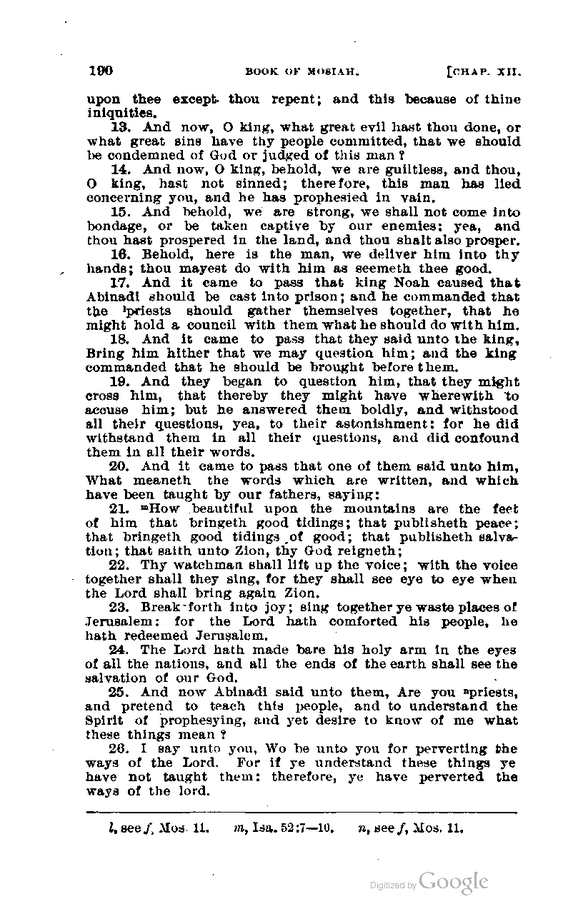 190 BOOK OF MOSIAH. [CHAP. XII.
upon thee except thou repent; and this because of thine
iniquities.
13. And now, O king, what great evil hast thou done, or
what great sins have thy people committed, that we should
be condemned of God or judged of this man?
14. And now, O king, behold, we are guiltless, and thou,
O king, hast not sinned; therefore, this man has lied
concerning you, and he has prophesied in vain.
15. And behold, we are strong, we shall not come into
bondage, or be taken captive by our enemies; yea, and
thou hast prospered in the land, and thou shalt also prosper.
16. Behold, here is the man, we deliver him into thy
hands; thou mayest do with him as seemeth thee good.
17. And it came to pass that king Noah caused that
Abinadi should be cast into prison; and he commanded that
the ˡpriests should gather themselves together, that he
might hold a council with them what he should do with him.
18. And it came to pass that they said unto the king,
Bring him hither that we may question him; and the king
commanded that he should be brought before them.
19. And they began to question him, that they might
cross him, that thereby they might have wherewith to
accuse him; but he answered them boldly, and withstood
all their questions, yea, to their astonishment: for he did
withstand them in all their questions, and did confound
them in all their words.
20. And it came to pass that one of them said unto him,
What meaneth the words which are written, and which
have been taught by our fathers, saying:
21. ᵐHow beautiful upon the mountains are the feet
of him that bringeth good tidings; that publisheth peace;
that bringeth good tidings of good; that publisheth salva-
tion; that saith unto Zion, thy God reigneth;
22. Thy watchman shall lift up the voice; with the voice
together shall they sing, for they shall see eye to eye when
the Lord shall bring again Zion.
23. Break forth into joy; sing together ye waste places of
Jerusalem: for the Lord hath comforted his people, he
hath redeemed Jerusalem.
24. The Lord hath made bare his holy arm in the eyes
of all the nations, and all the ends of the earth shall see the
salvation of our God.
25. And now Abinadi said unto them, Are you ⁿpriests,
and pretend to teach this people, and to understand the
Spirit of prophesying, and yet desire to know of me what
these things mean?
26. I say unto you, Wo be unto you for perverting the
ways of the Lord. For if ye understand these things ye
have not taught them: therefore, ye have perverted the
ways of the lord.
l, see f, Mos. 11. m, Isa. 52:7—10. n, see f, Mos. 11.
Digitized by Google